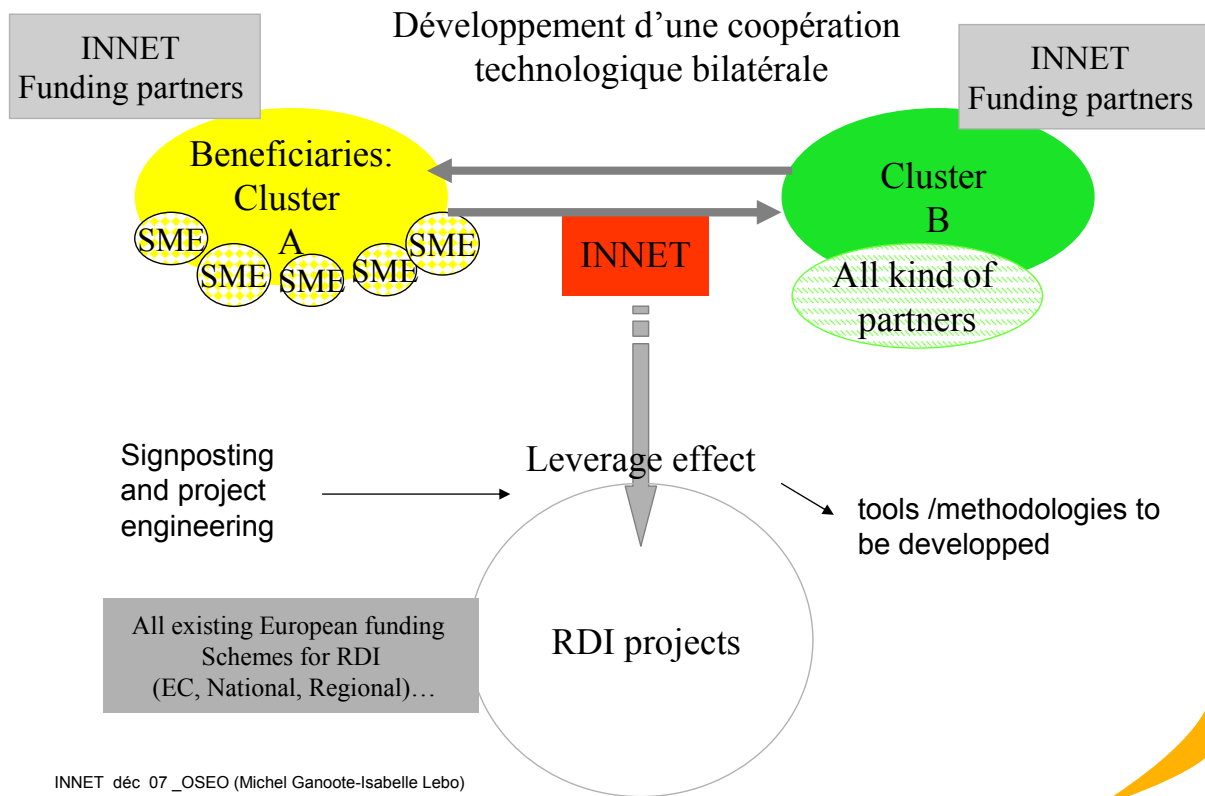 Développement d'une coopération
technologique bilatérale
INNET
Funding partners
INNET
Funding partners
Beneficiaries:
Cluster
A
SME
SME
SME
SME
SME
INNET
Cluster
B
All kind of
partners
Signposting
and project
engineering
Leverage effect
tools /methodologies to
be developped
All existing European funding
Schemes for RDI
(EC, National, Regional)…
RDI projects
INNET déc 07 _OSEO (Michel Ganoote-Isabelle Lebo)